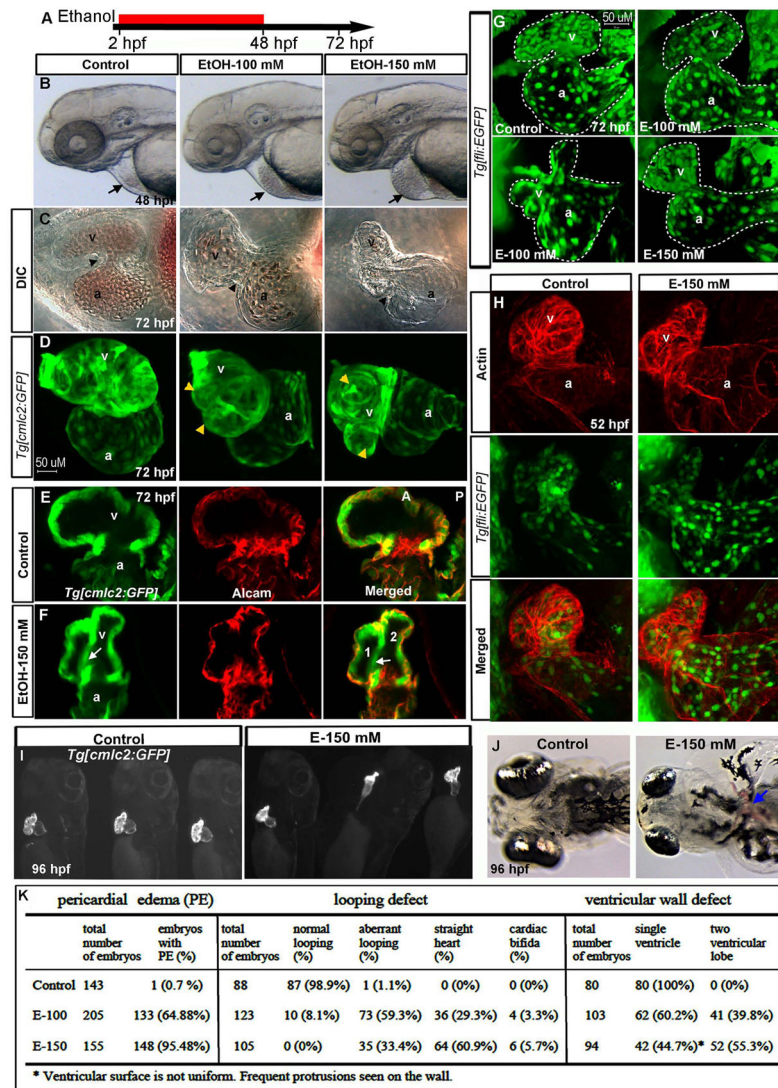 A Ethanol
2 hpf 48 hpf 72 hpf
Control EtOH-100 mM EtOH-150 mM
B
48 hpf
DIC
C
v v v
a a a
72 hpf
Tg[cmlc2:GFP]
D
v v
a a a
50 uM
72 hpf
Control
E 72 hpf
v A P
a
Tg[cmlc2:GFP] Alcam Merged
EtOH-150 mM
F
v 2
1
a
G 50 uM
Tg[fli:EGFP]
v v
a a
Control 72 hpf E-100 mM
v v
a a
E-100 mM E-150 mM
Control E-150 mM
H
Actin
v v
a a
52 hpf
Tg[fli:EGFP]
Merged
Control E-150 mM
I Tg[cmlc2:GFP]
96 hpf
J Control E-150 mM
96 hpf
K pericardial edema (PE) looping defect ventricular wall defect
total number of embryos embryos with PE (%) total number of embryos normal looping (%) aberrant looping (%) straight heart (%) cardiac bifida (%) total number of embryos single ventricle (%) two ventricular lobe
Control 143 1 (0.7 %) 88 87 (98.9%) 1 (1.1%) 0 (0%) 0 (0%) 80 80 (100%) 0 (0%)
E-100 205 133 (64.88%) 123 10 (8.1%) 73 (59.3%) 36 (29.3%) 4 (3.3%) 103 62 (60.2%) 41 (39.8%)
E-150 155 148 (95.48%) 105 0 (0%) 35 (33.4%) 64 (60.9%) 6 (5.7%) 94 42 (44.7%)* 52 (55.3%)
* Ventricular surface is not uniform. Frequent protrusions seen on the wall.